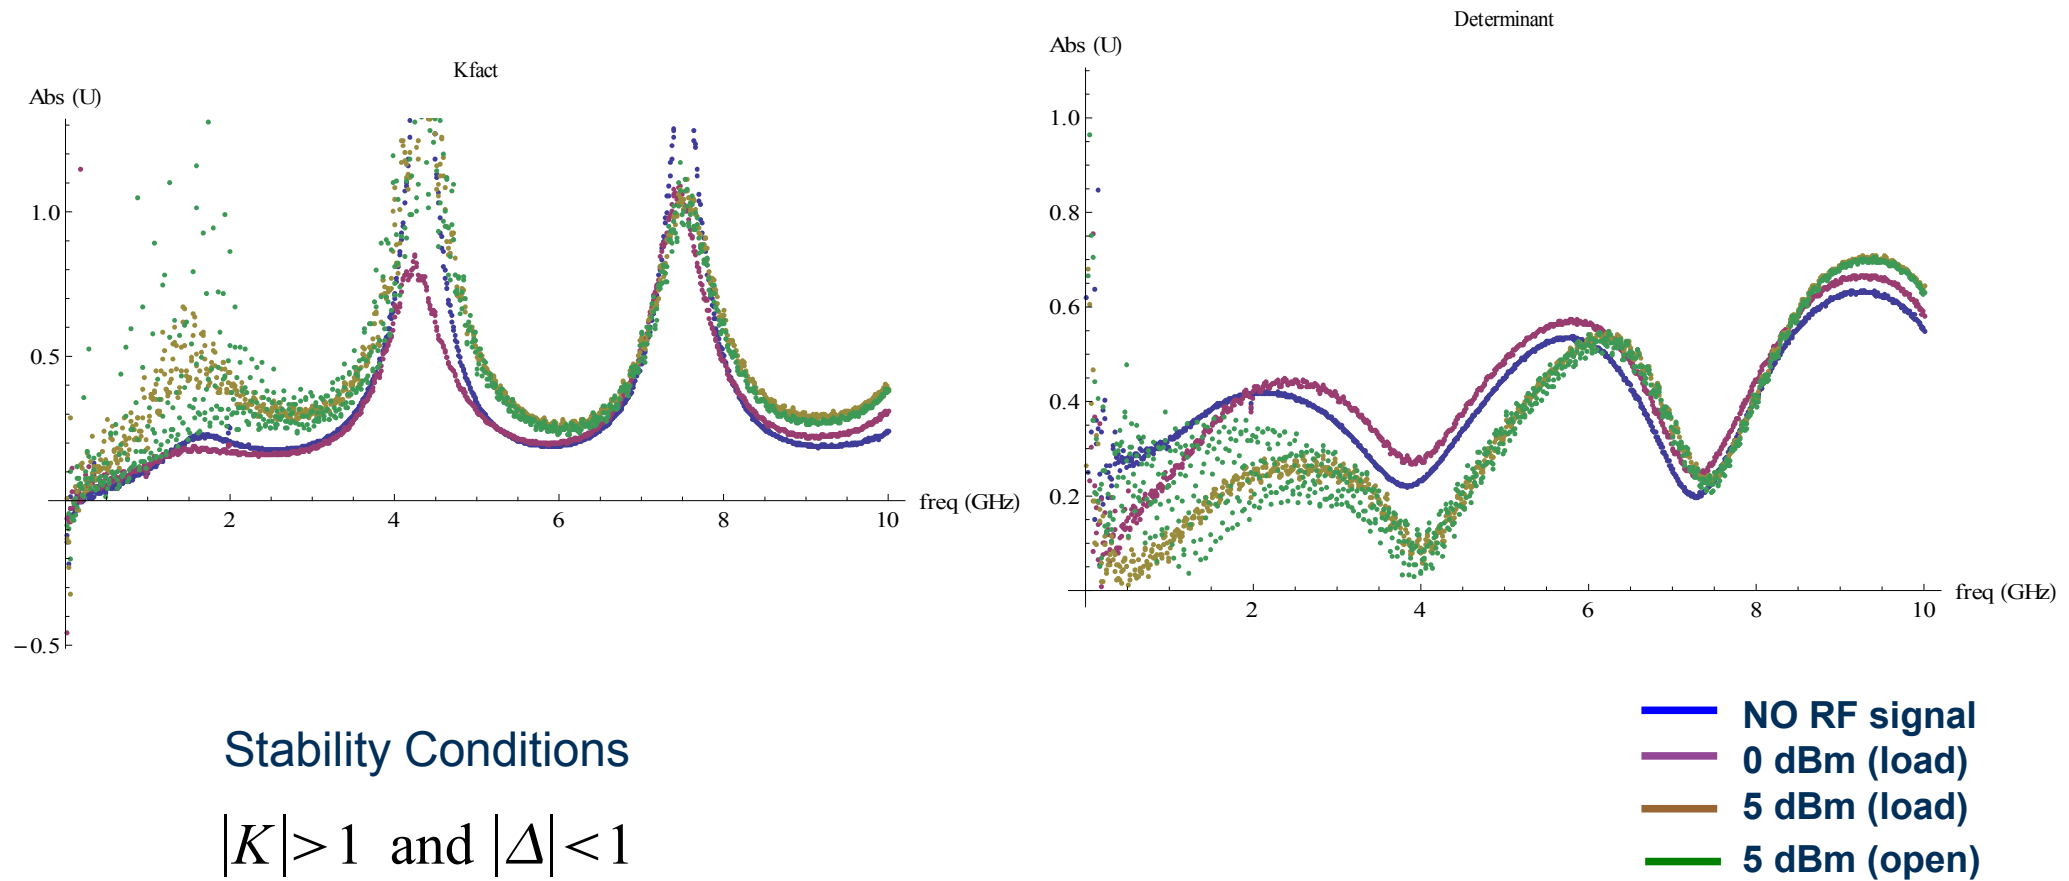 Kfact
Abs (U)
1.0
0.5
-0.5
2 4 6 8 10
freq (GHz)
Determinant
Abs (U)
1.0
0.8
0.6
0.4
0.2
2 4 6 8 10
freq (GHz)
Stability Conditions
|K|>1 and |Δ|<1
NO RF signal
0 dBm (load)
5 dBm (load)
5 dBm (open)